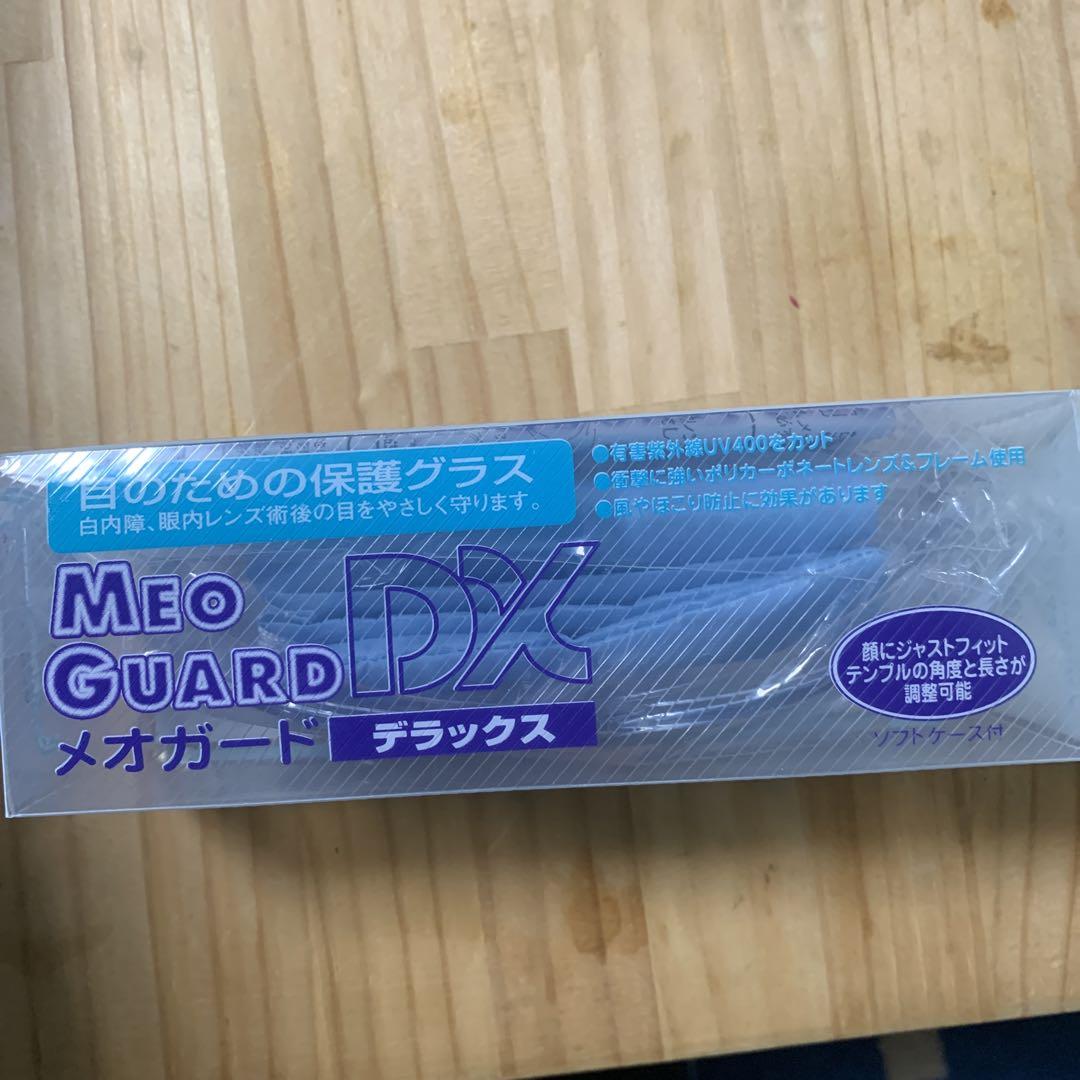 目のための保護グラス
白内障、眼内レンズ術後の目をやさしく守ります。
●有害紫外線UV400をカット
●衝撃に強いポリカーボネートレンズ&フレーム使用
●風やほこり防止に効果があります
MEO
GUARD DX
メオガード デラックス
顔にジャストフィット
テンプルの角度と長さが
調整可能
ソフトケース付